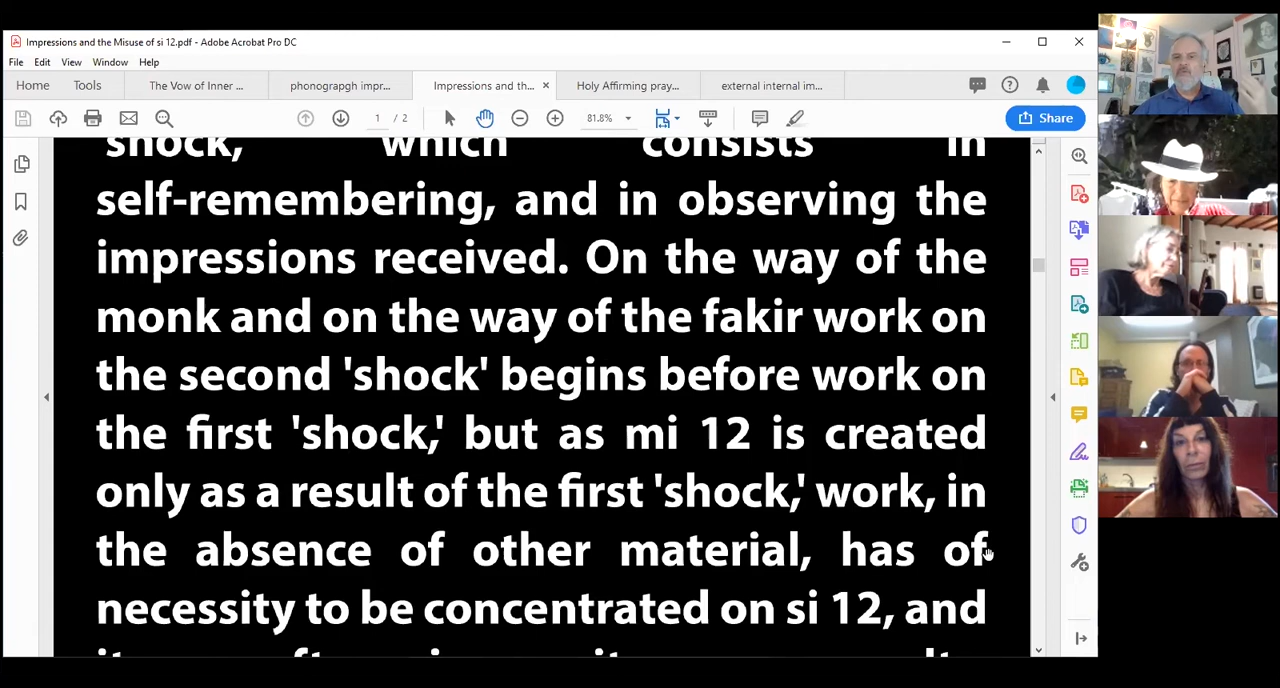 Impressions and the Misuse of si 12.pdf - Adobe Acrobat Pro DC
File Edit View Window Help
Home Tools The Vow of Inner ... phonograpgh impr... Impressions and th... × Holy Affirming pray... external internal im...
1 / 2 81.8% Share
'shock, which consists in
self-remembering, and in observing the
impressions received. On the way of the
monk and on the way of the fakir work on
the second 'shock' begins before work on
the first 'shock,' but as mi 12 is created
only as a result of the first 'shock,' work, in
the absence of other material, has of
necessity to be concentrated on si 12, and